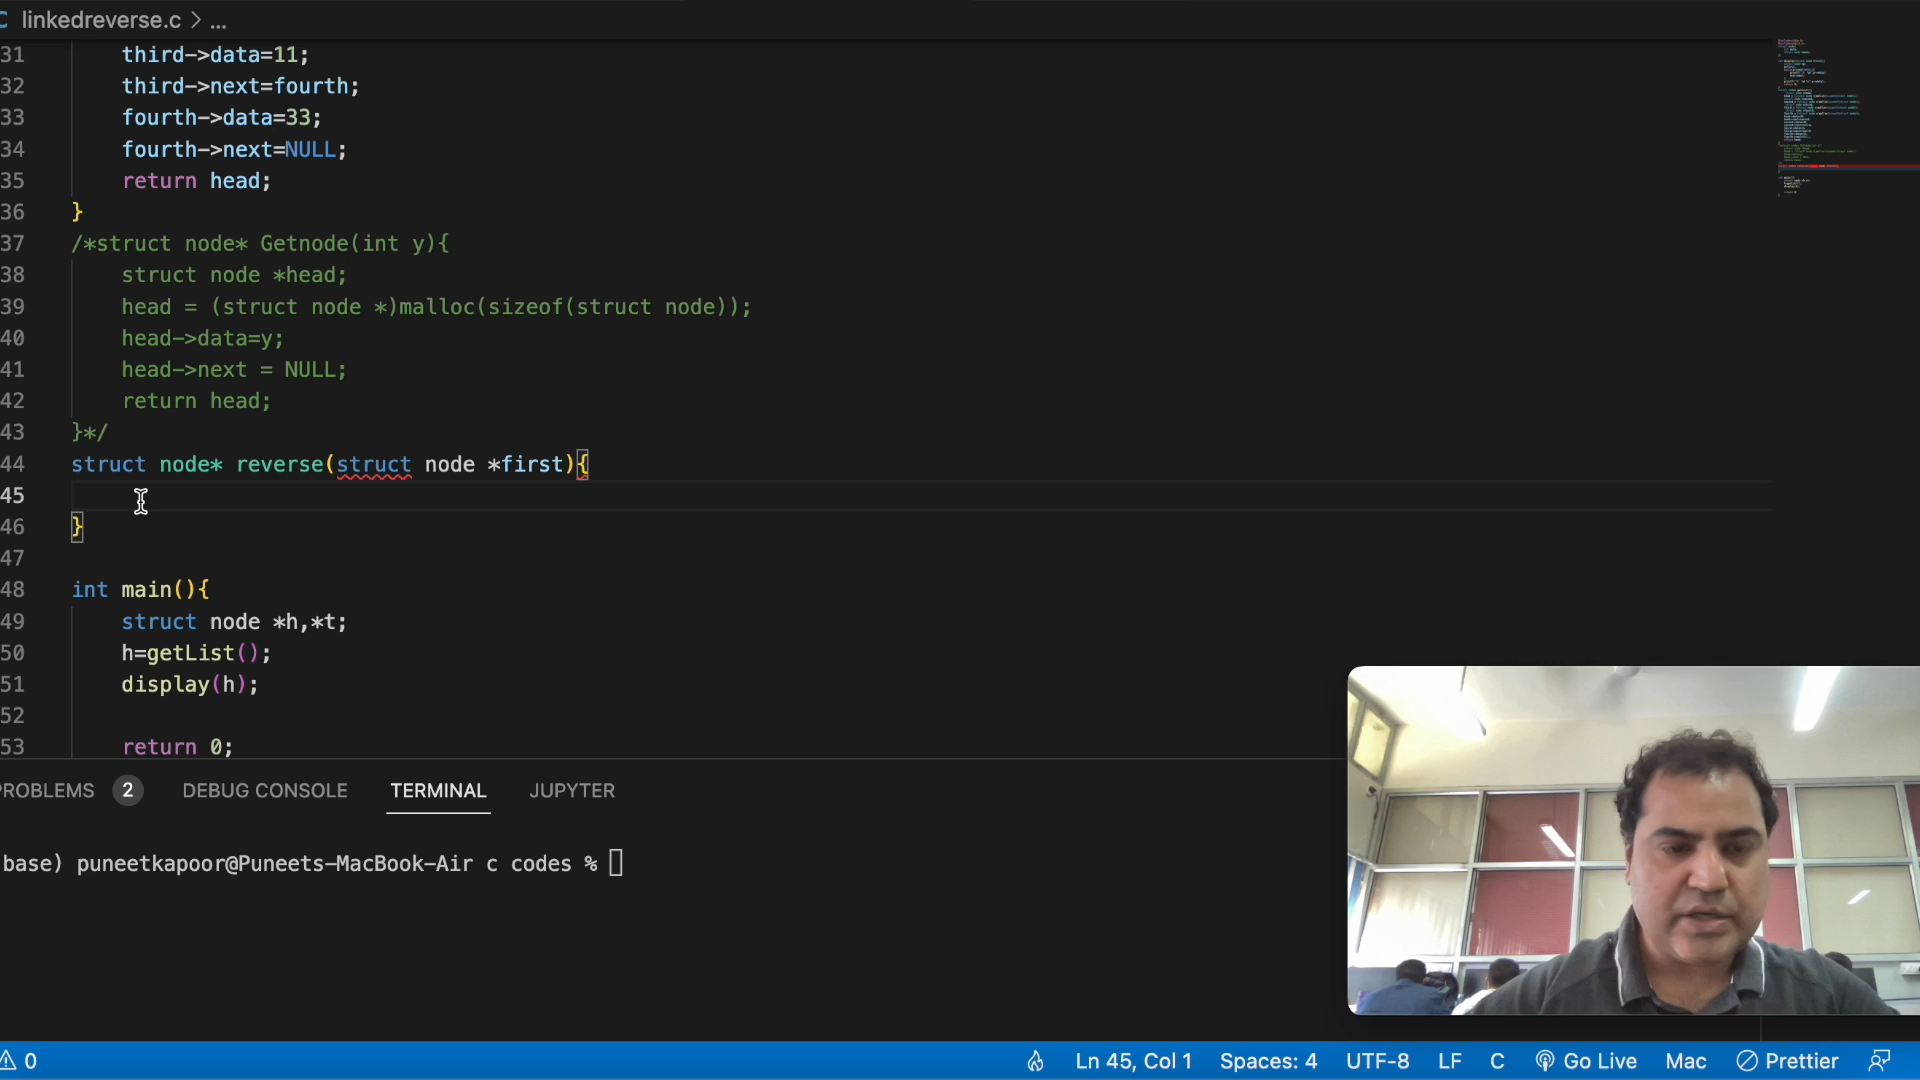 linkedreverse.c > ...
31 third->data=11;
32 third->next=fourth;
33 fourth->data=33;
34 fourth->next=NULL;
35 return head;
36 }
37 /*struct node* Getnode(int y){
38 struct node *head;
39 head = (struct node *)malloc(sizeof(struct node));
40 head->data=y;
41 head->next = NULL;
42 return head;
43 }*/
44 struct node* reverse(struct node *first){
45
46 }
47
48 int main(){
49 struct node *h,*t;
50 h=getList();
51 display(h);
52
53 return 0;
ROBLEMS 2 DEBUG CONSOLE TERMINAL JUPYTER
base) puneetkapoor@Puneets-MacBook-Air c codes %
0 Ln 45, Col 1 Spaces: 4 UTF-8 LF C Go Live Mac Prettier